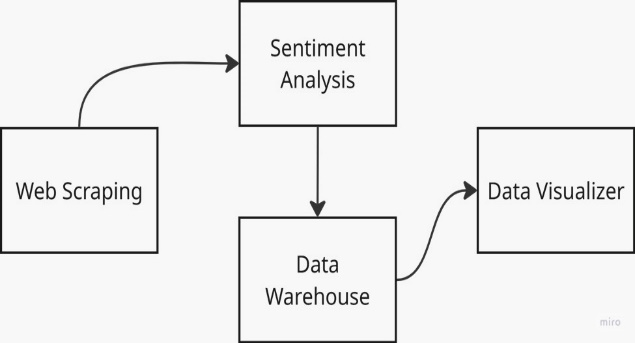 Sentiment
Analysis
Web Scraping
Data Visualizer
Data
Warehouse
miro